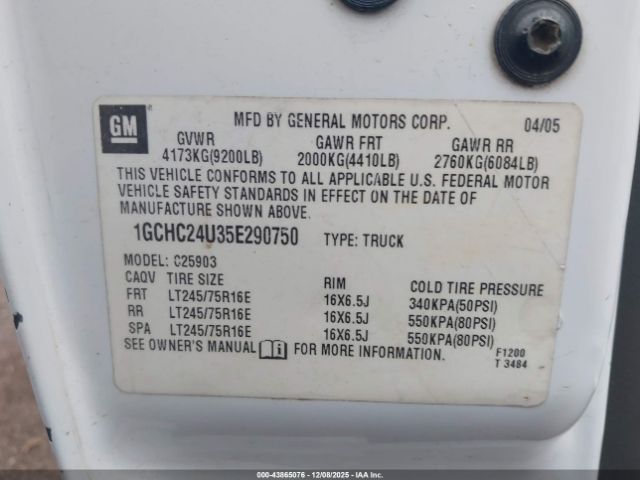 GM ®
MFD BY GENERAL MOTORS CORP. 04/05
GVWR GAWR FRT GAWR RR
4173KG(9200LB) 2000KG(4410LB) 2760KG(6084LB)
THIS VEHICLE CONFORMS TO ALL APPLICABLE U.S. FEDERAL MOTOR
VEHICLE SAFETY STANDARDS IN EFFECT ON THE DATE OF
MANUFACTURE SHOWN ABOVE.
1GCHC24U35E290750 TYPE: TRUCK
MODEL: C25903
CAQV TIRE SIZE RIM COLD TIRE PRESSURE
FRT LT245/75R16E 16X6.5J 340KPA(50PSI)
RR LT245/75R16E 16X6.5J 550KPA(80PSI)
SPA LT245/75R16E 16X6.5J 550KPA(80PSI)
SEE OWNER'S MANUAL FOR MORE INFORMATION. F1200
T 3484
000-43865076 - 12/08/2025 - IAAI.COM